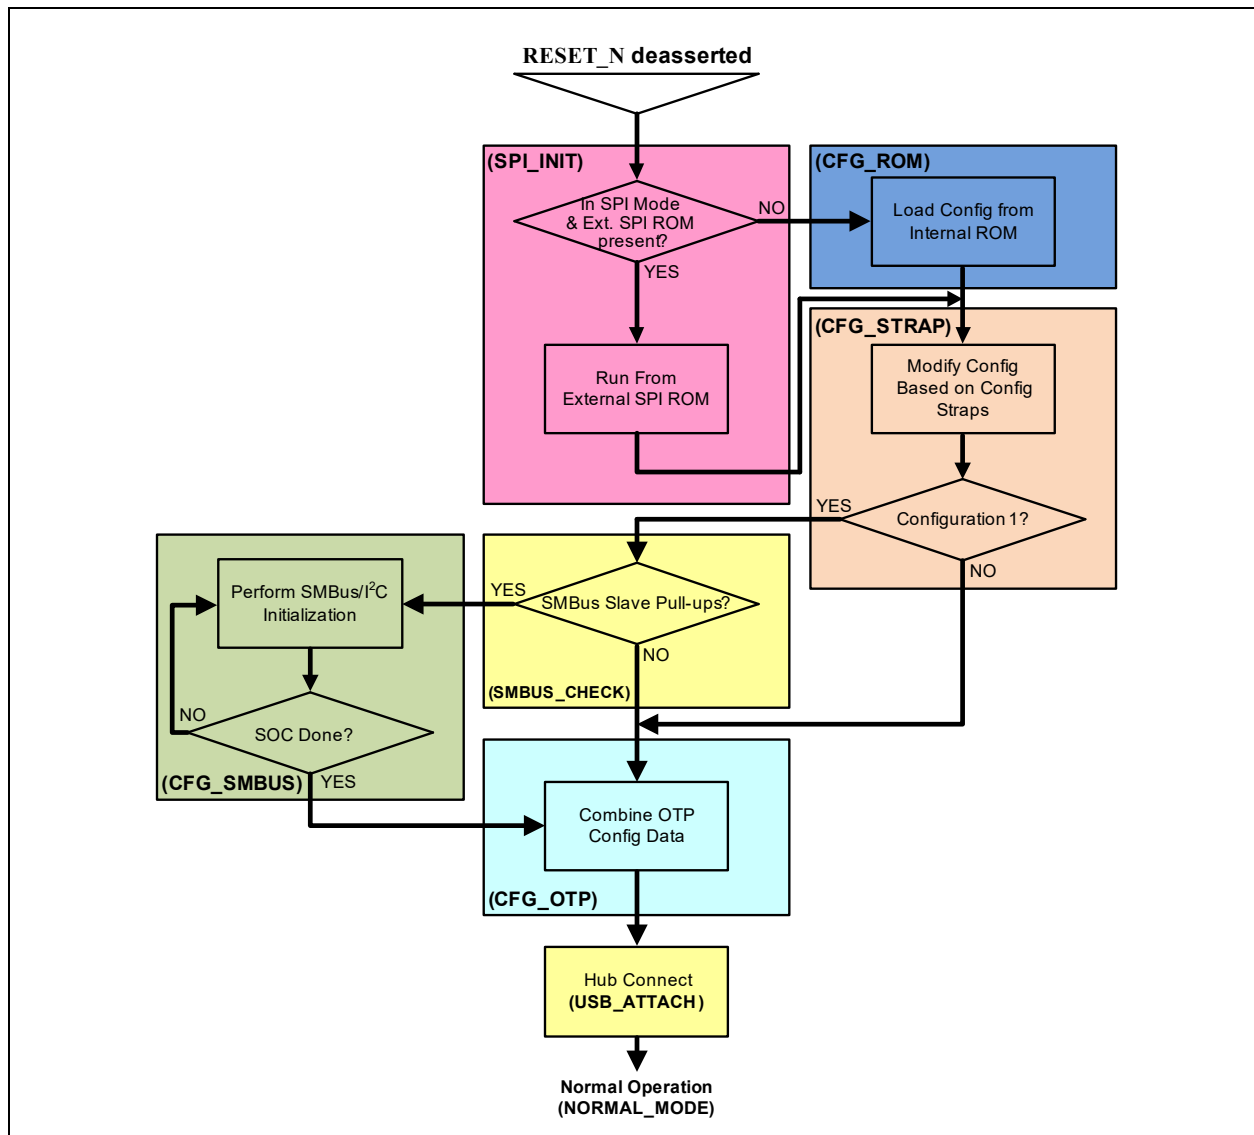 RESET_N deasserted
(SPI_INIT)
In SPI Mode
& Ext. SPI ROM
present?
NO
YES
Run From
External SPI ROM
(CFG_ROM)
Load Config from
Internal ROM
(CFG_STRAP)
Modify Config
Based on Config
Straps
Configuration 1?
YES
NO
SMBus Slave Pull-ups?
YES
NO
(SMBUS_CHECK)
Perform SMBus/I²C
Initialization
SOC Done?
NO
YES
(CFG_SMBUS)
Combine OTP
Config Data
(CFG_OTP)
Hub Connect
(USB_ATTACH)
Normal Operation
(NORMAL_MODE)